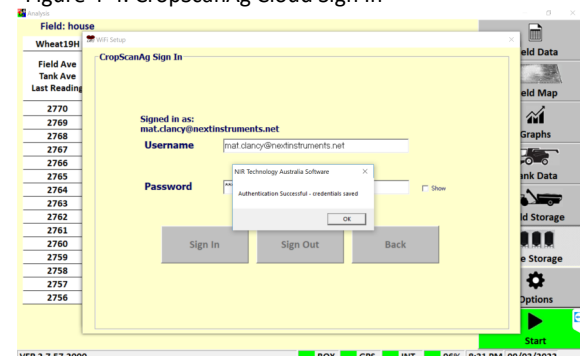 Figure 4-4: CropScanAg Cloud Sign In
Analysis
Field: house
Wheat19H
Field Ave
Tank Ave
Last Reading
2770
2769
2768
2767
2766
2765
2764
2763
2762
2761
2760
2759
2758
2757
2756
WiFi Setup
CropScanAg Sign In
Signed in as:
mat.clancy@nextinstruments.net
Username
mat.clancy@nextinstruments.net
Password
Show
NIR Technology Australia Software
Authentication Successful - credentials saved
OK
Sign In
Sign Out
Back
eld Data
eld Map
Graphs
ank Data
ld Storage
e Storage
Options
Start
BOX
GPS
INT
96%
8:31 PM